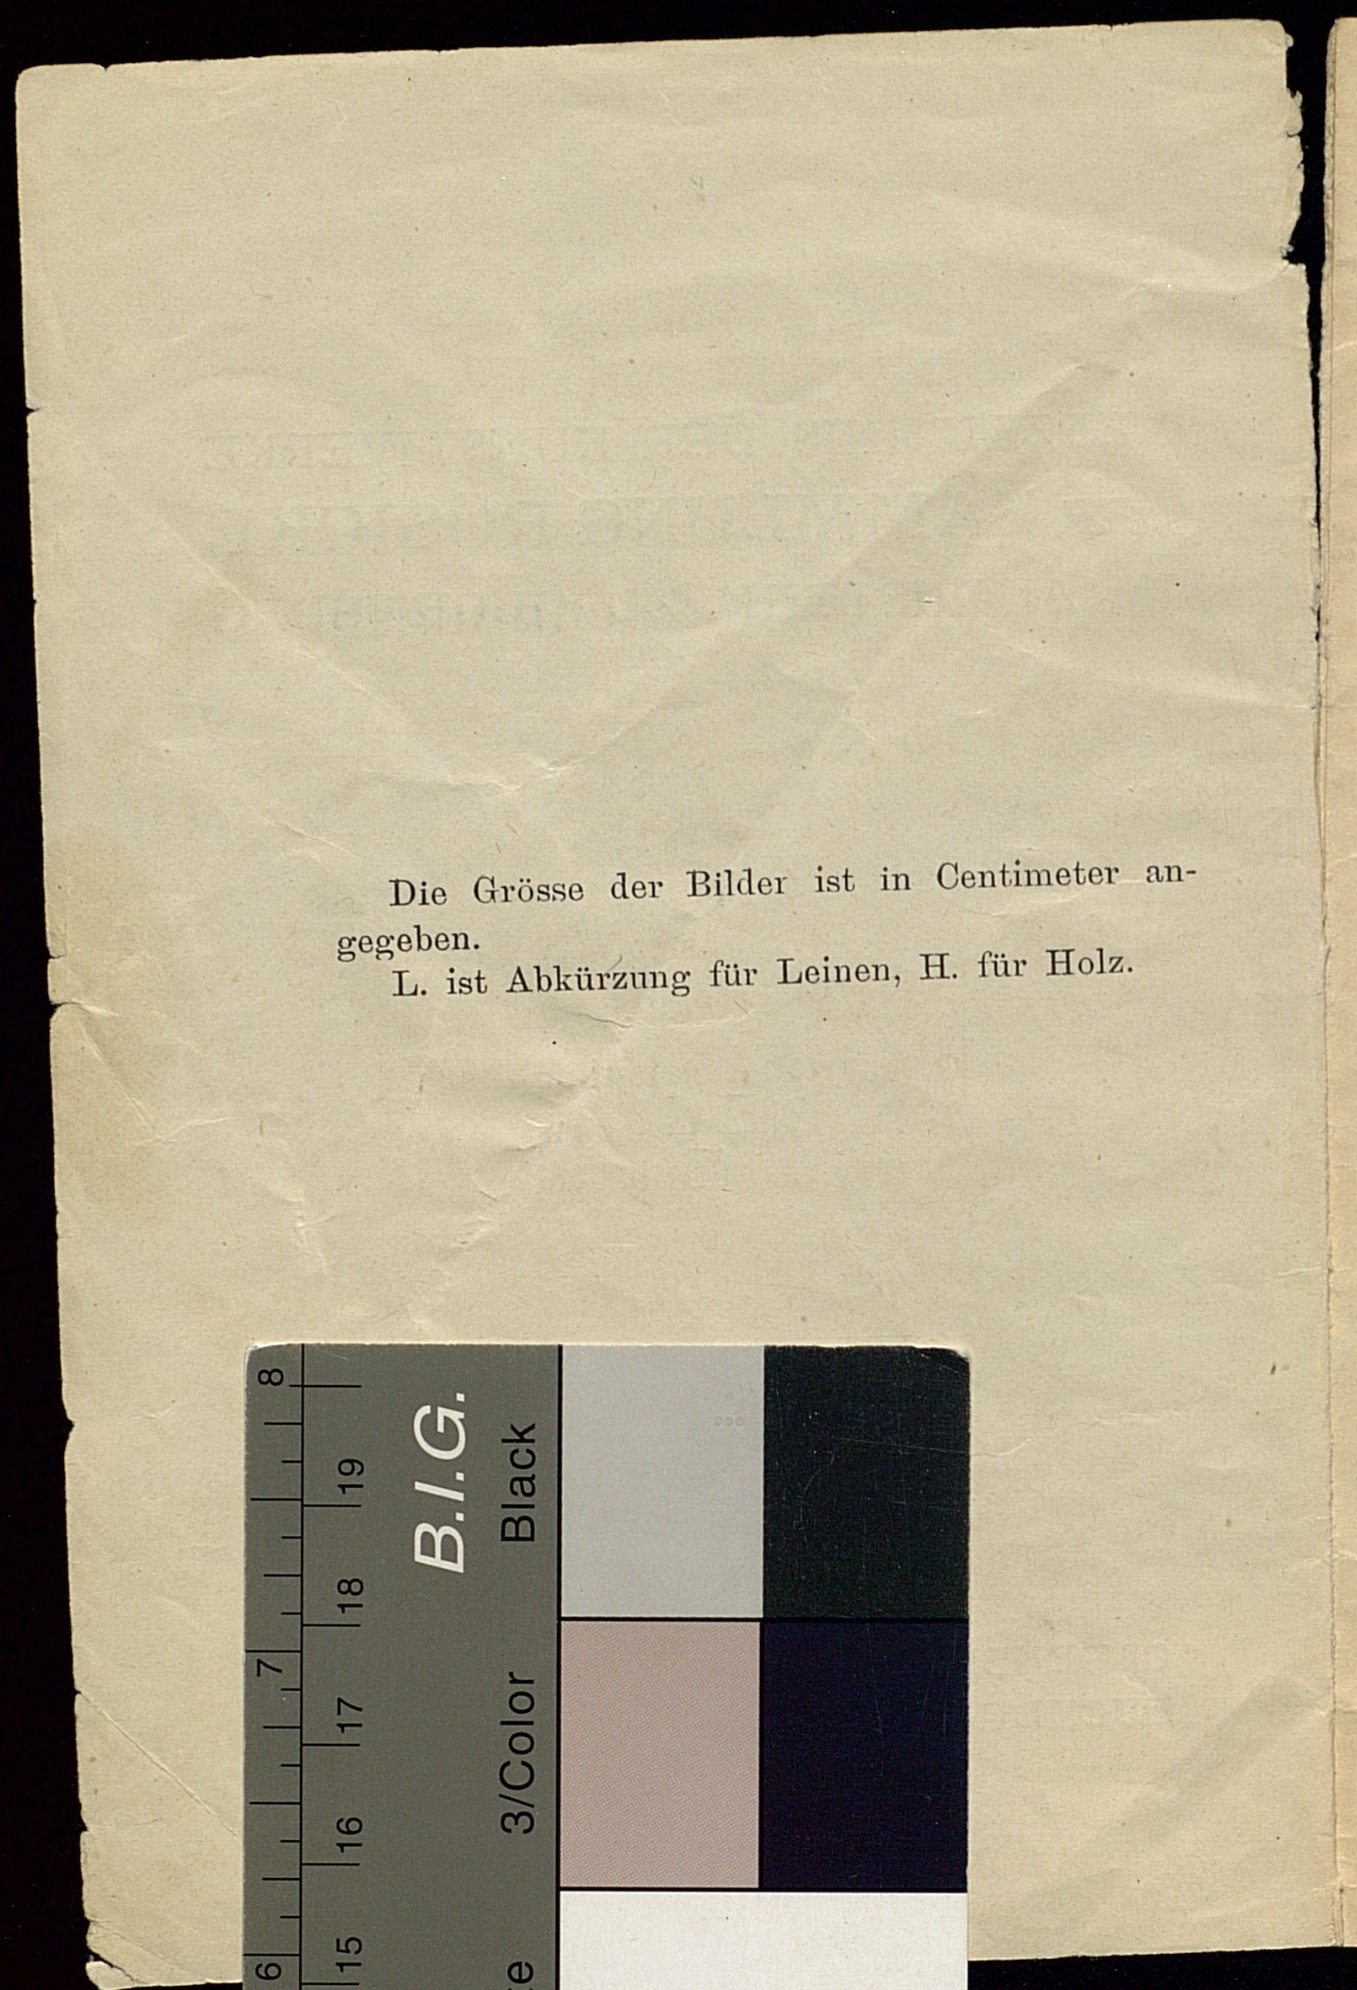 Die Grösse der Bilder ist in Centimeter an-
gegeben.
L. ist Abkürzung für Leinen, H. für Holz.
8
19
18
7
17
16
6
15
B.I.G.
Black
3/Color